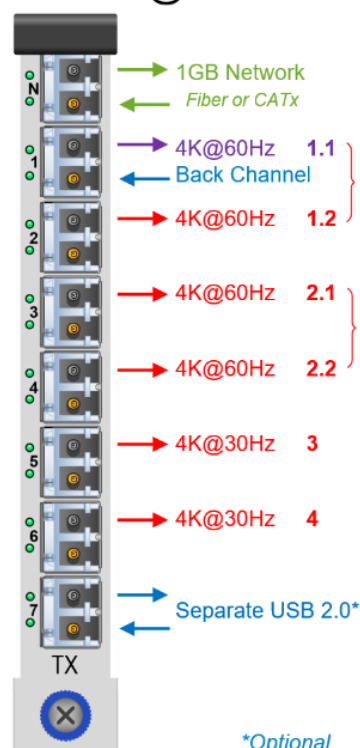 N
1GB Network
Fiber or CATx
1
4K@60Hz 1.1
Back Channel
2
4K@60Hz 1.2
3
4K@60Hz 2.1
4
4K@60Hz 2.2
5
4K@30Hz 3
6
4K@30Hz 4
7
Separate USB 2.0*
TX
*Optional